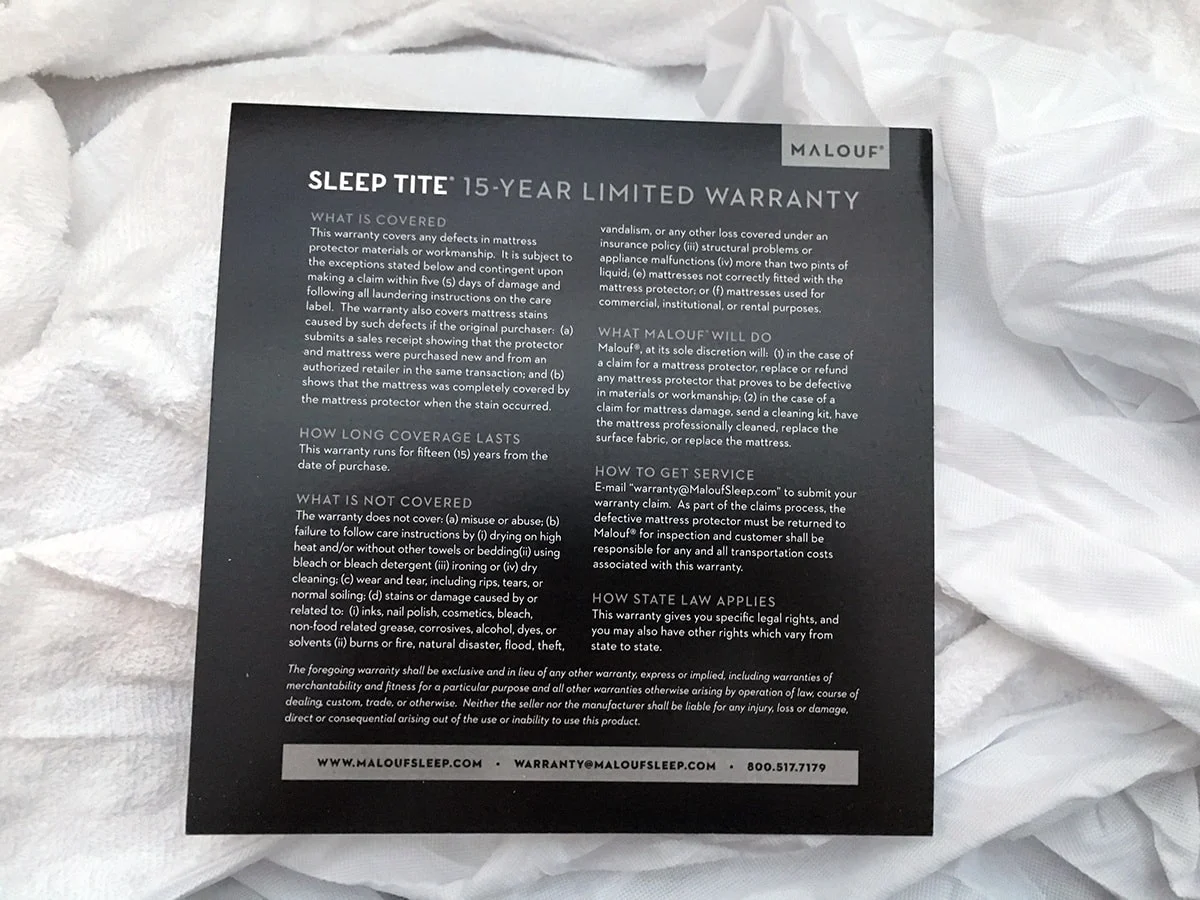 MALOUF®
SLEEP TITE® 15-YEAR LIMITED WARRANTY
WHAT IS COVERED
This warranty covers any defects in mattress
protector materials or workmanship. It is subject to
the exceptions stated below and contingent upon
making a claim within five (5) days of damage and
following all laundering instructions on the care
label. The warranty also covers mattress stains
caused by such defects if the original purchaser: (a)
submits a sales receipt showing that the protector
and mattress were purchased new and from an
authorized retailer in the same transaction; and (b)
shows that the mattress was completely covered by
the mattress protector when the stain occurred.
HOW LONG COVERAGE LASTS
This warranty runs for fifteen (15) years from the
date of purchase.
WHAT IS NOT COVERED
The warranty does not cover: (a) misuse or abuse; (b)
failure to follow care instructions by (i) drying on high
heat and/or without other towels or bedding(ii) using
bleach or bleach detergent (iii) ironing or (iv) dry
cleaning; (c) wear and tear, including rips, tears, or
normal soiling; (d) stains or damage caused by or
related to: (i) inks, nail polish, cosmetics, bleach,
non-food related grease, corrosives, alcohol, dyes, or
solvents (ii) burns or fire, natural disaster, flood, theft,
vandalism, or any other loss covered under an
insurance policy (iii) structural problems or
appliance malfunctions (iv) more than two pints of
liquid; (e) mattresses not correctly fitted with the
mattress protector; or (f) mattresses used for
commercial, institutional, or rental purposes.
WHAT MALOUF® WILL DO
Malouf®, at its sole discretion will: (1) in the case of
a claim for a mattress protector, replace or refund
any mattress protector that proves to be defective
in materials or workmanship; (2) in the case of a
claim for mattress damage, send a cleaning kit, have
the mattress professionally cleaned, replace the
surface fabric, or replace the mattress.
HOW TO GET SERVICE
E-mail "warranty@MaloufSleep.com" to submit your
warranty claim. As part of the claims process, the
defective mattress protector must be returned to
Malouf® for inspection and customer shall be
responsible for any and all transportation costs
associated with this warranty.
HOW STATE LAW APPLIES
This warranty gives you specific legal rights, and
you may also have other rights which vary from
state to state.
The foregoing warranty shall be exclusive and in lieu of any other warranty, express or implied, including warranties of
merchantability and fitness for a particular purpose and all other warranties otherwise arising by operation of law, course of
dealing, custom, trade, or otherwise. Neither the seller nor the manufacturer shall be liable for any injury, loss or damage,
direct or consequential arising out of the use or inability to use this product.
WWW.MALOUFSLEEP.COM • WARRANTY@MALOUFSLEEP.COM • 800.517.7179